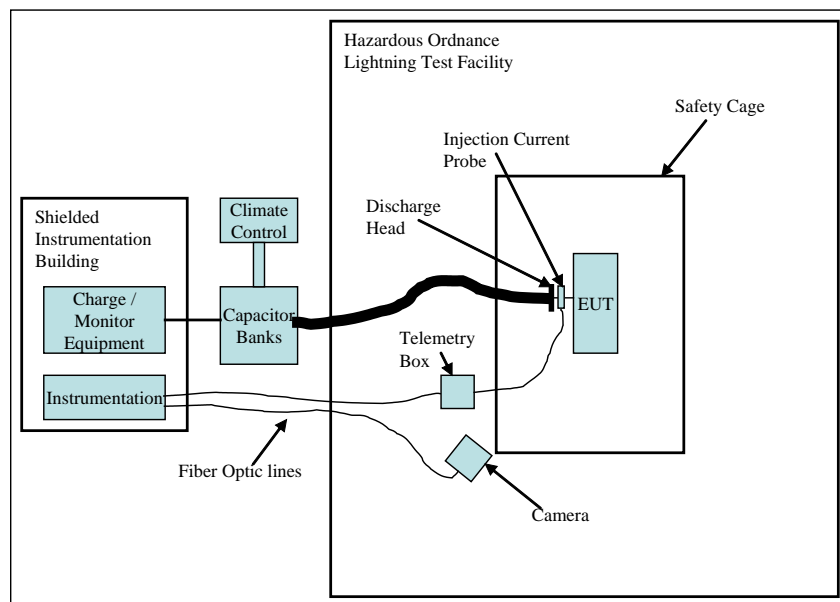 Hazardous Ordnance
Lightning Test Facility
Safety Cage
Injection Current
Probe
Discharge
Head
Shielded
Instrumentation
Building
Climate
Control
Charge /
Monitor
Equipment
Capacitor
Banks
EUT
Telemetry
Box
Instrumentation
Fiber Optic lines
Camera